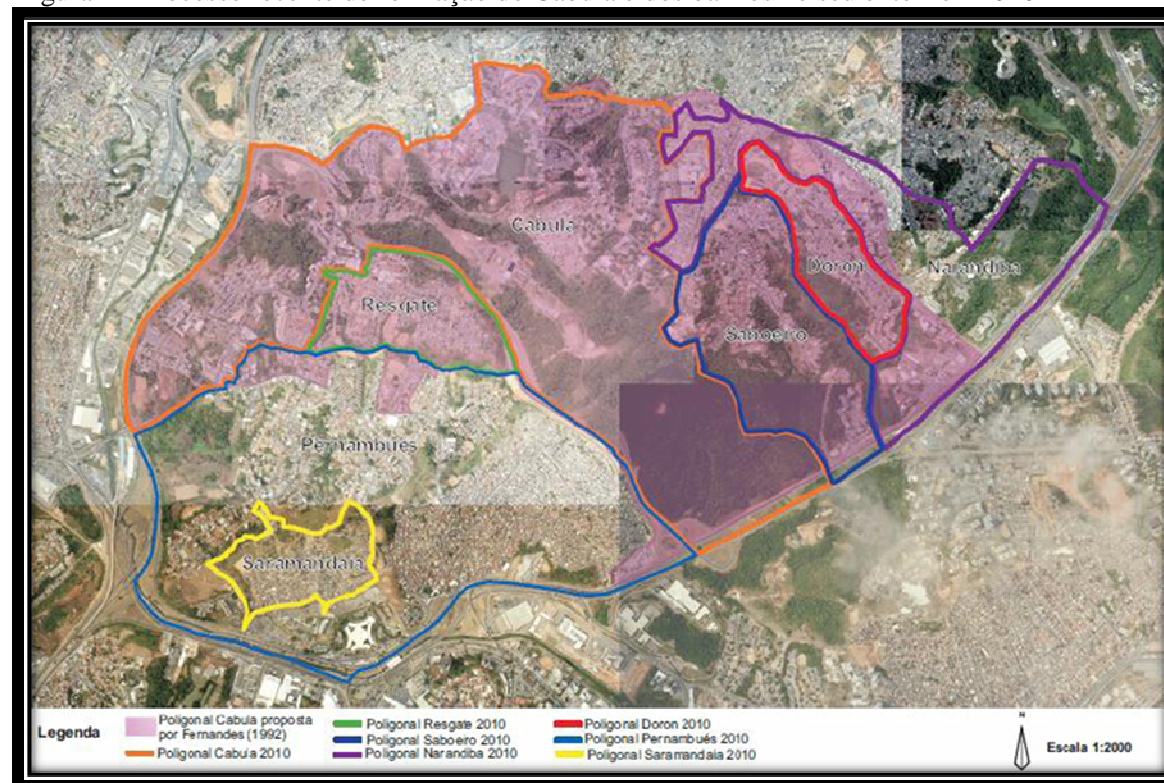 Cabula
Resgate
Doron
Narandiba
Saboeiro
Pernambués
Saramandaia
Legenda
Poligonal Cabula proposta
por Fernandes (1992)
Poligonal Cabula 2010
Poligonal Resgate 2010
Poligonal Saboeiro 2010
Poligonal Narandiba 2010
Poligonal Doron 2010
Poligonal Pernambués 2010
Poligonal Saramandaia 2010
N
Escala 1:2000